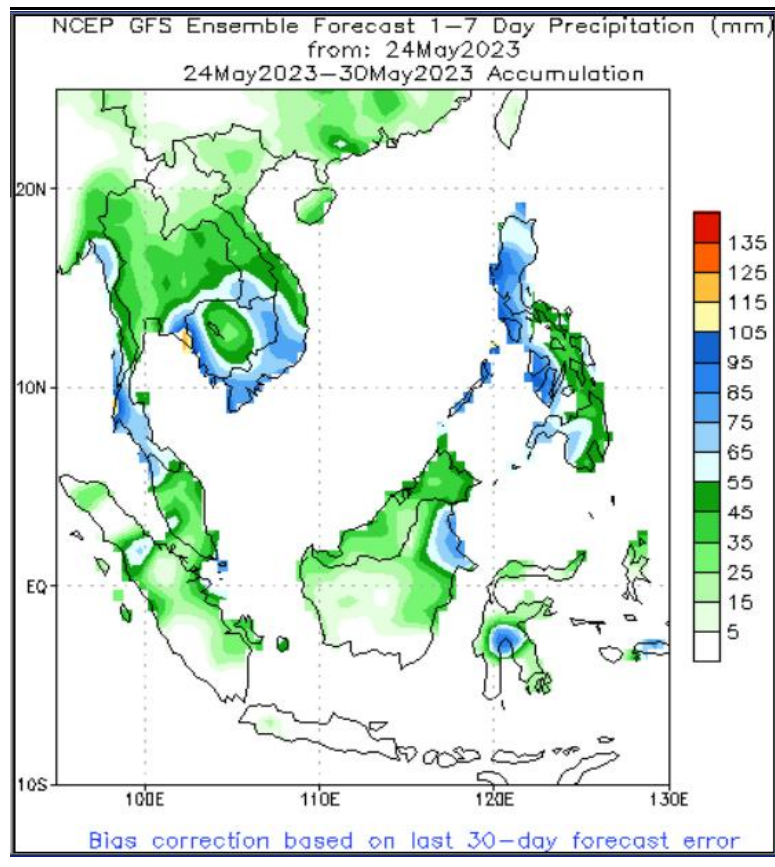 NCEP GFS Ensemble Forecast 1–7 Day Precipitation (mm)
from: 24May2023
24May2023–30May2023 Accumulation
20N
10N
EQ
10S
100E
110E
120E
130E
135
125
115
105
95
85
75
65
55
45
35
25
15
5
Bias correction based on last 30–day forecast error